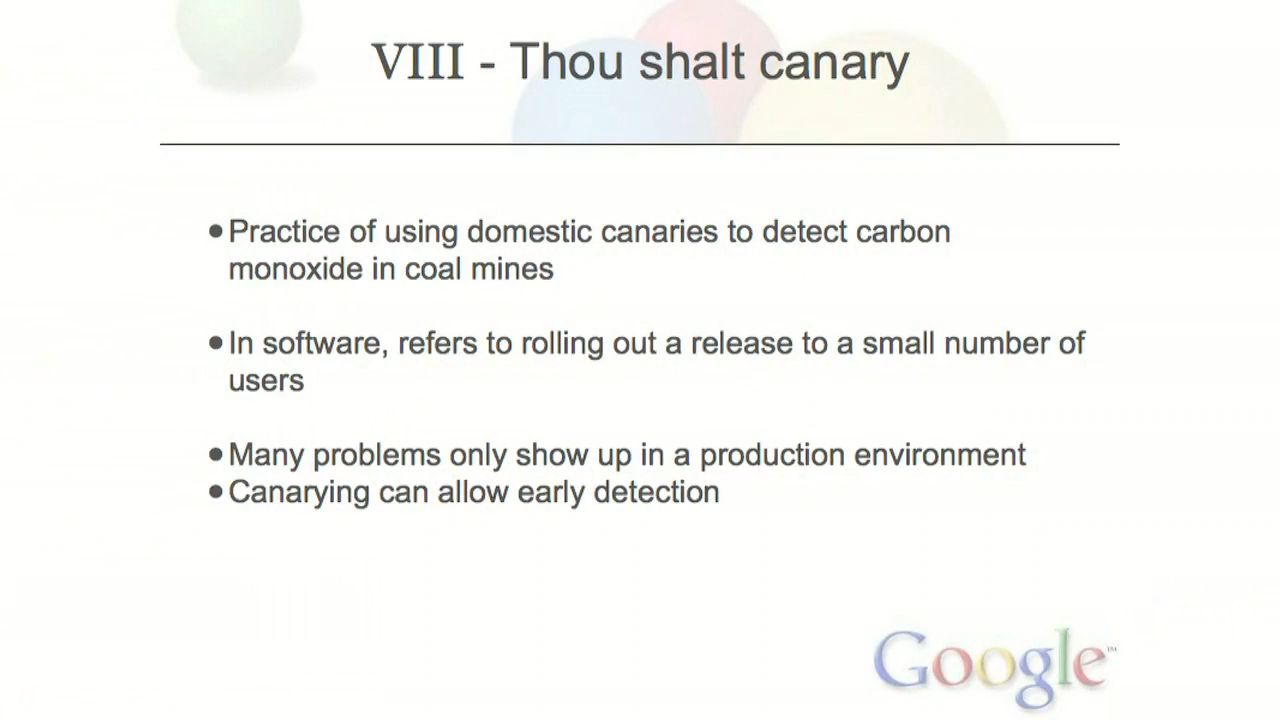 VIII - Thou shalt canary
●Practice of using domestic canaries to detect carbon
monoxide in coal mines
●In software, refers to rolling out a release to a small number of
users
●Many problems only show up in a production environment
●Canarying can allow early detection
Google™